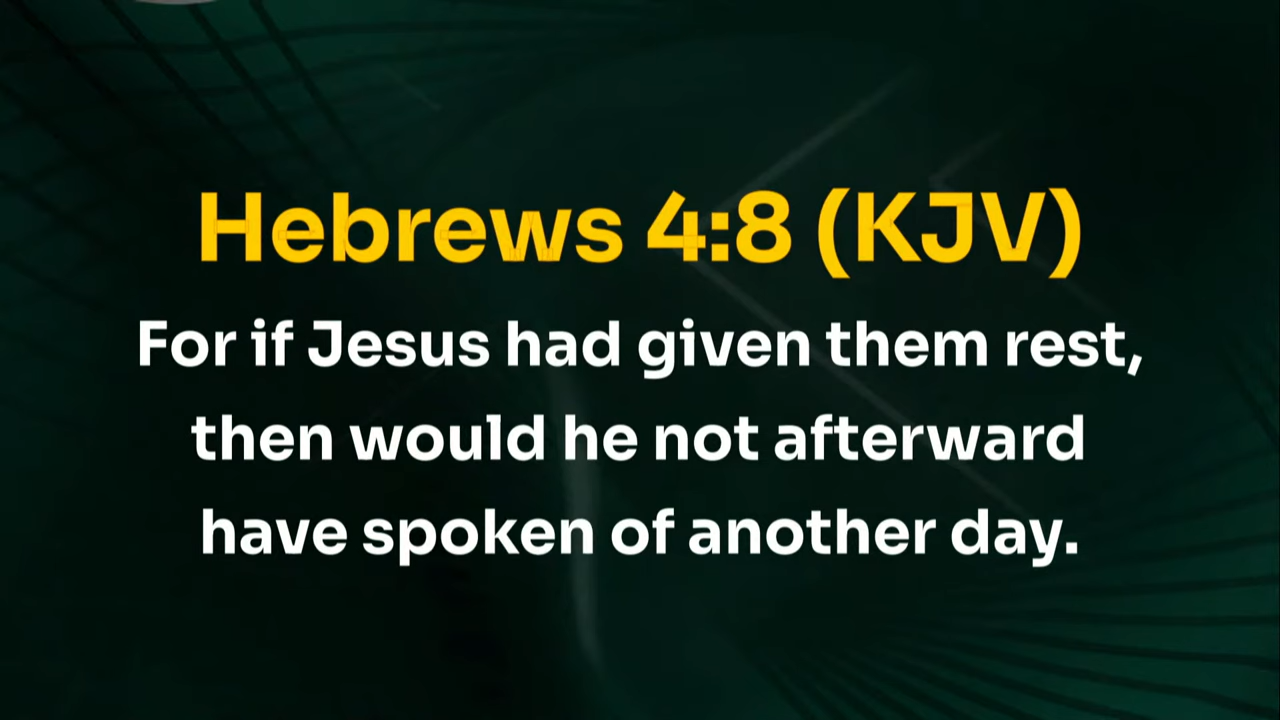 Hebrews 4:8 (KJV)
For if Jesus had given them rest,
then would he not afterward
have spoken of another day.